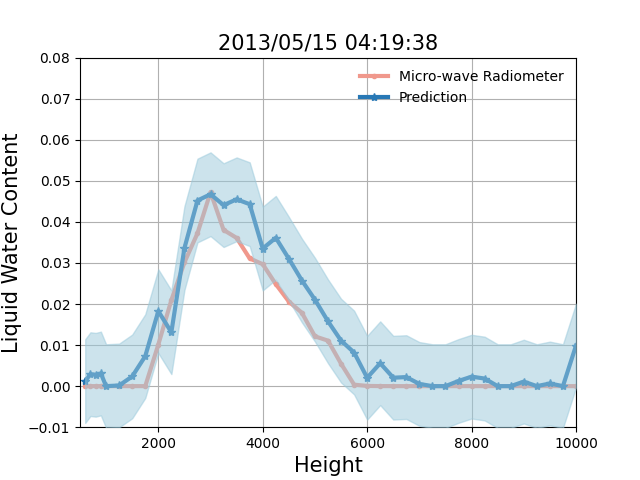 2013/05/15 04:19:38
Micro-wave Radiometer
Prediction
Liquid Water Content
0.08
0.07
0.06
0.05
0.04
0.03
0.02
0.01
0.00
−0.01
2000 4000 6000 8000 10000
Height